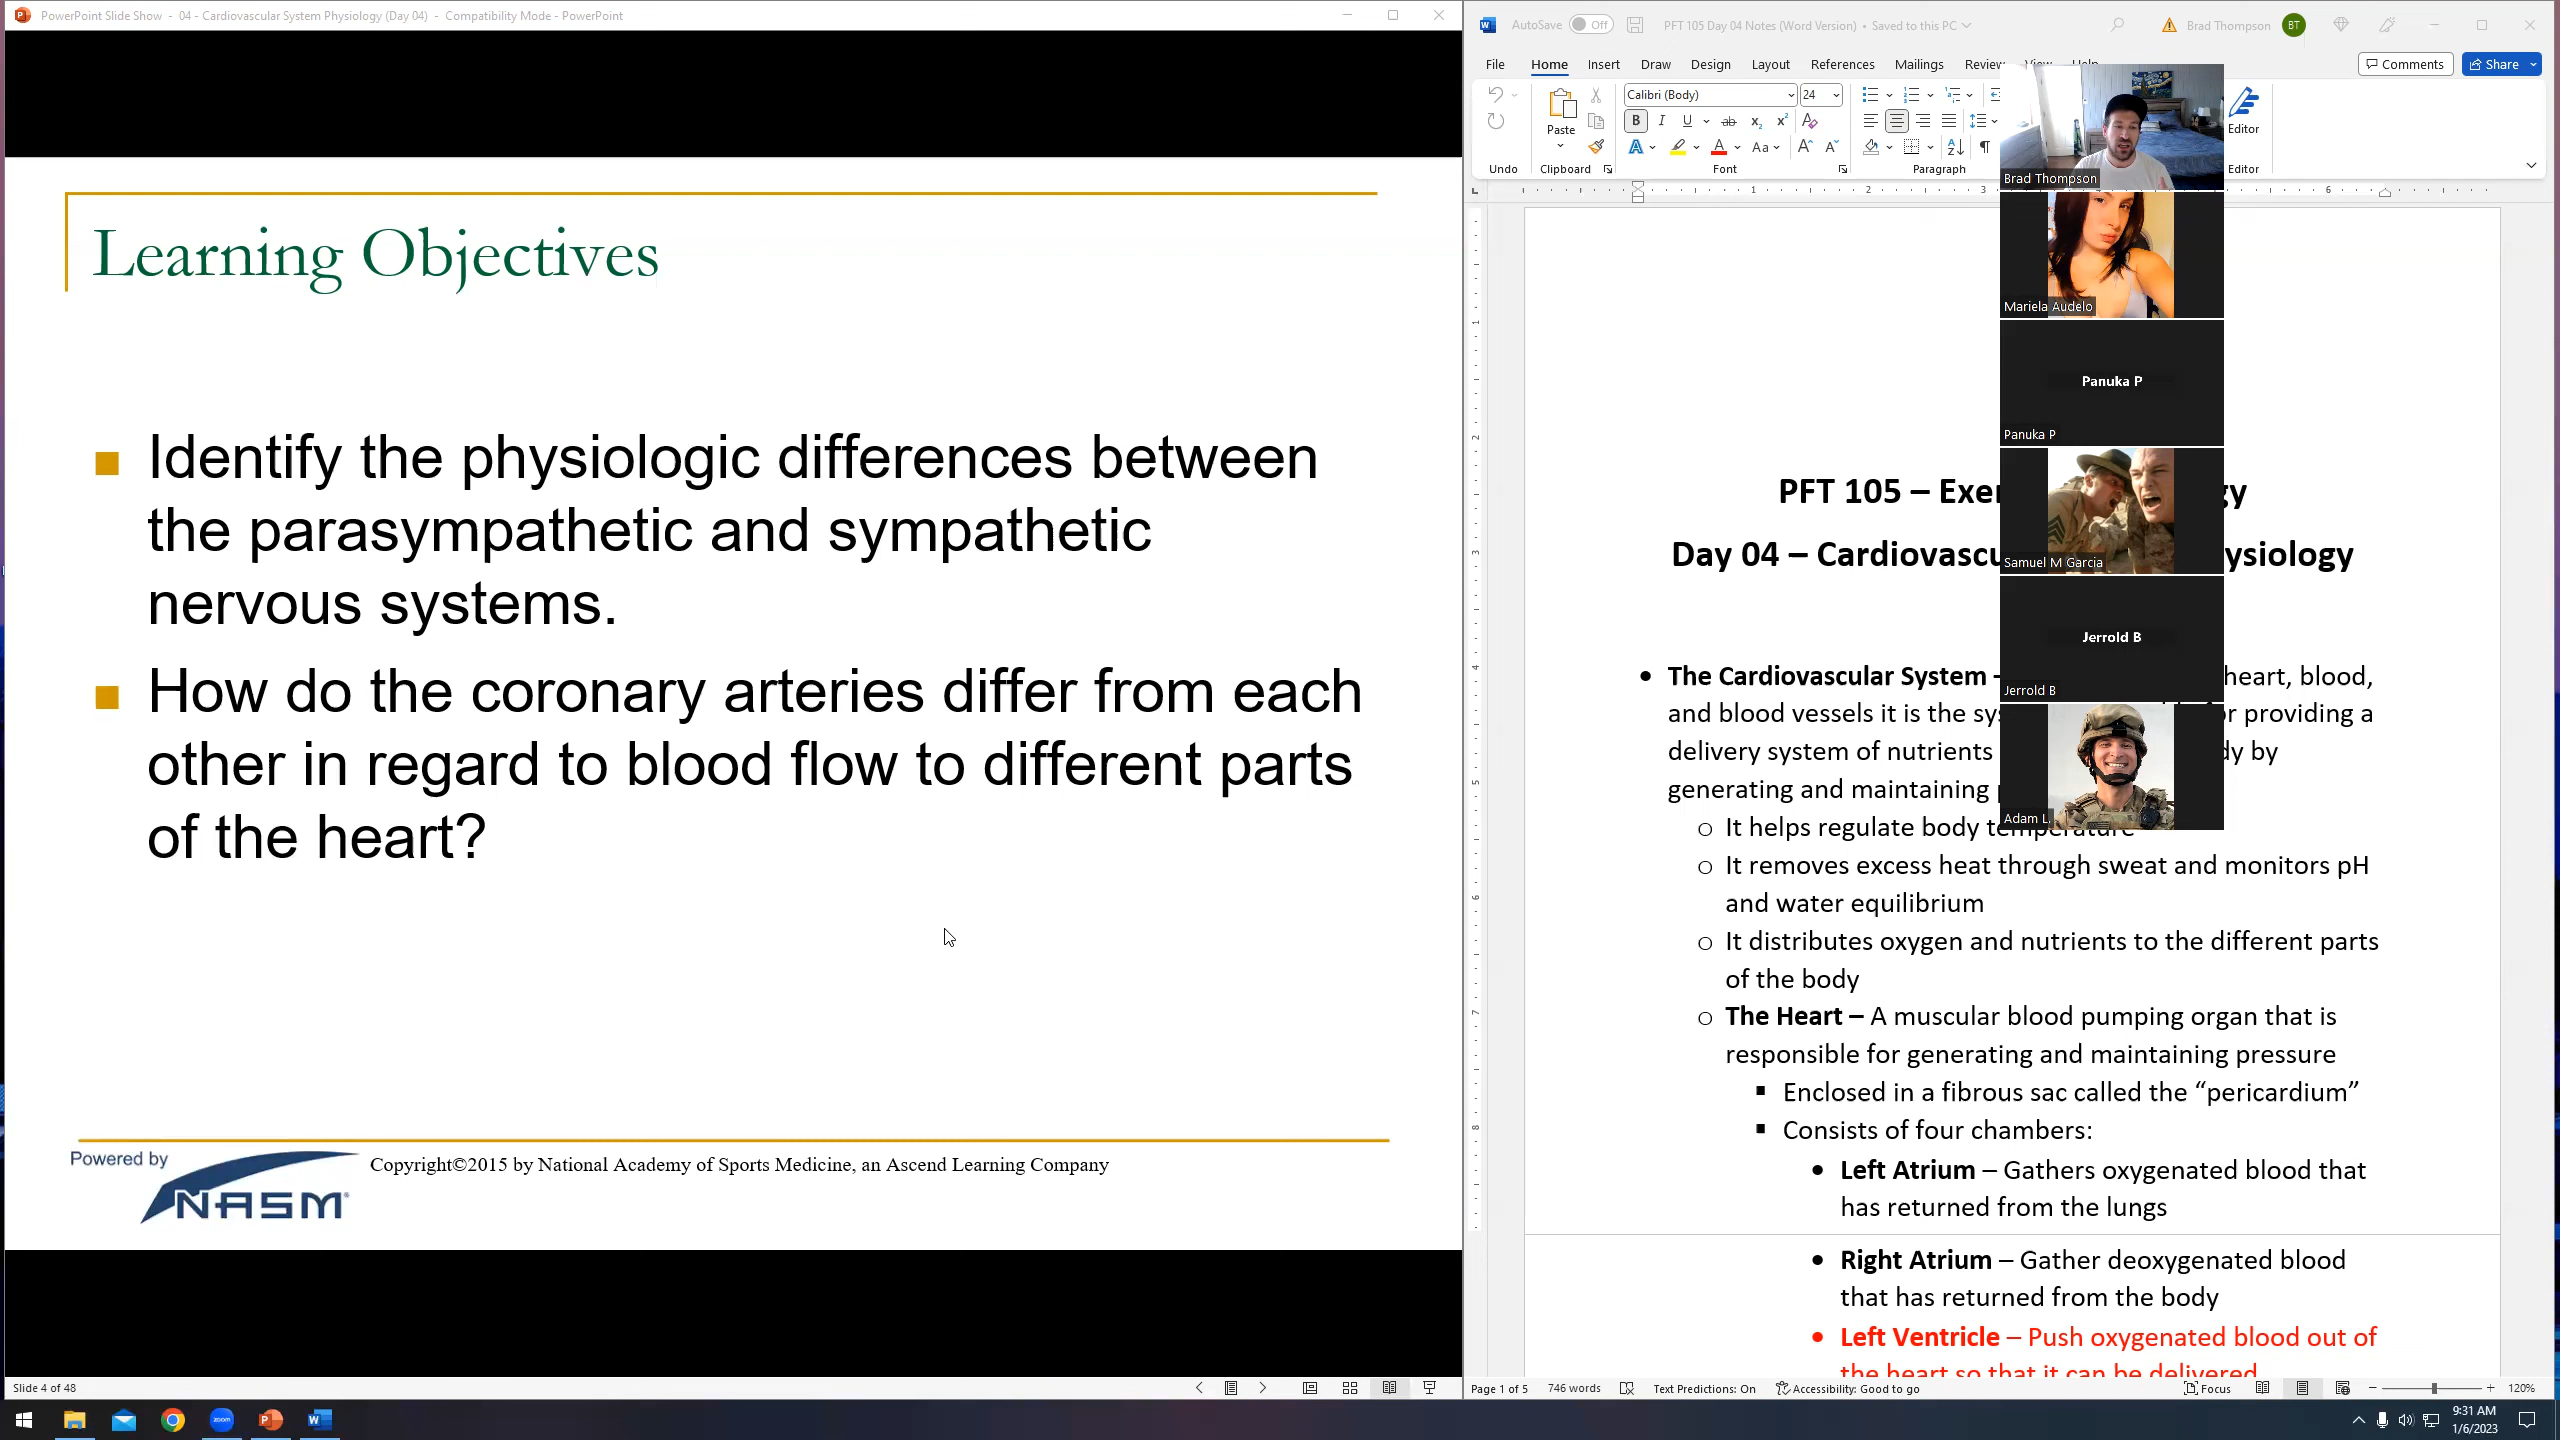 PowerPoint Slide Show - 04 - Cardiovascular System Physiology (Day 04) - Compatibility Mode - PowerPoint
Learning Objectives
Identify the physiologic differences between
the parasympathetic and sympathetic
nervous systems.
How do the coronary arteries differ from each
other in regard to blood flow to different parts
of the heart?
Powered by
NASM
Copyright©2015 by National Academy of Sports Medicine, an Ascend Learning Company
Slide 4 of 48
AutoSave Off
PFT 105 Day 04 Notes (Word Version) • Saved to this PC
Brad Thompson BT
File Home Insert Draw Design Layout References Mailings Review View Help
Comments Share
Calibri (Body) 24
Paste
Editor
Undo Clipboard Font Paragraph Editor
1 2 3 6
PFT 105 – Exer gy
Day 04 – Cardiovascu ysiology
• The Cardiovascular System – heart, blood,
and blood vessels it is the sys or providing a
delivery system of nutrients dy by
generating and maintaining p
o It helps regulate body temperature
o It removes excess heat through sweat and monitors pH
and water equilibrium
o It distributes oxygen and nutrients to the different parts
of the body
o The Heart – A muscular blood pumping organ that is
responsible for generating and maintaining pressure
▪ Enclosed in a fibrous sac called the “pericardium”
▪ Consists of four chambers:
• Left Atrium – Gathers oxygenated blood that
has returned from the lungs
• Right Atrium – Gather deoxygenated blood
that has returned from the body
• Left Ventricle – Push oxygenated blood out of
the heart so that it can be delivered
Brad Thompson
Mariela Audelo
Panuka P
Panuka P
Samuel M Garcia
Jerrold B
Jerrold B
Adam L.
Page 1 of 5 746 words Text Predictions: On Accessibility: Good to go Focus 120%
zoom
9:31 AM
1/6/2023